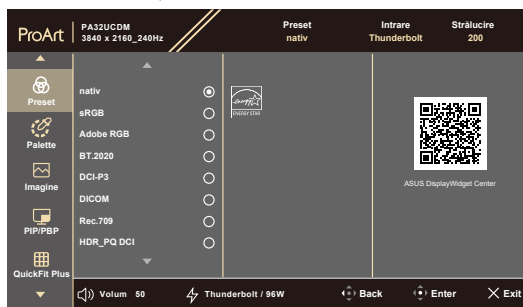 ProArt
PA32UCDM
3840 x 2160_240Hz
Preset
nativ
Intrare
Thunderbolt
Strălucire
200
Preset
Palette
Imagine
PIP/PBP
QuickFit Plus
nativ
sRGB
Adobe RGB
BT.2020
DCI-P3
DICOM
Rec.709
HDR_PQ DCI
energy
ENERGY STAR
ASUS DisplayWidget Center
Volum 50
Thunderbolt / 96W
Back
Enter
Exit